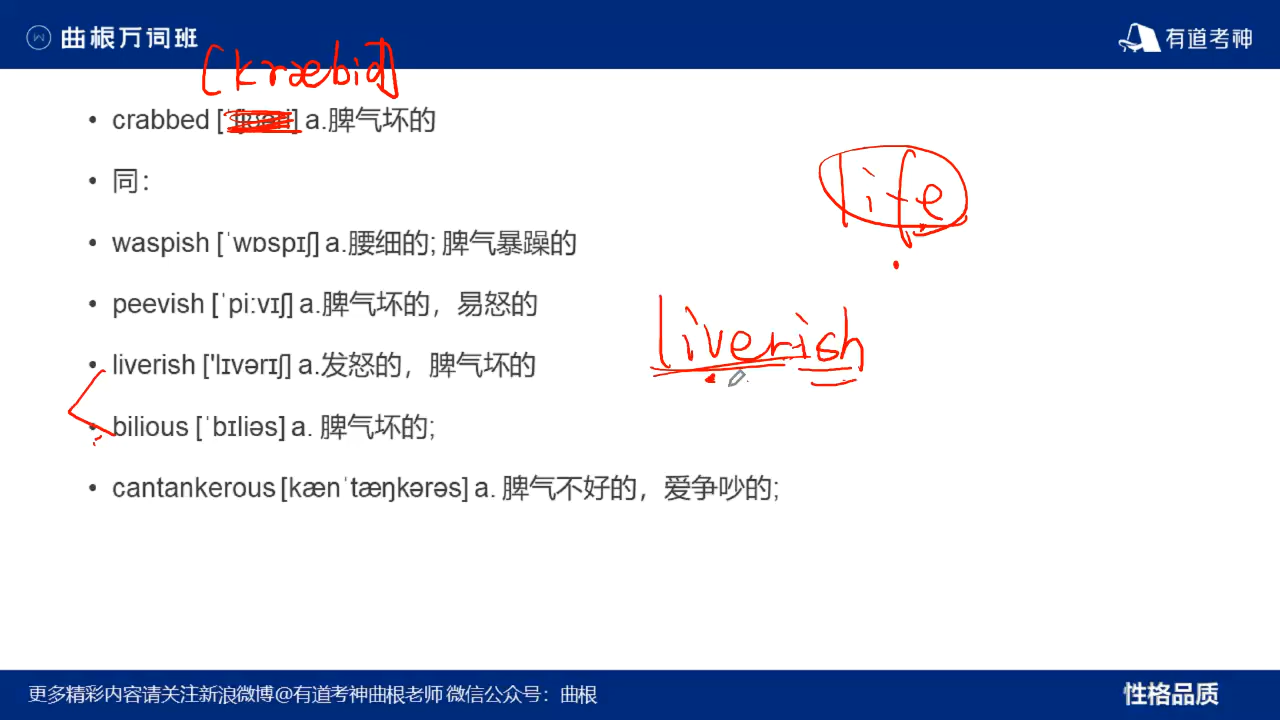 曲根万词班
有道考神
[kræbid]
crabbed [ˈ] a.脾气坏的
life
同：
waspish [ˈwɒspɪʃ] a.腰细的; 脾气暴躁的
peevish [ˈpiːvɪʃ] a.脾气坏的，易怒的
liverish
liverish ['lɪvərɪʃ] a.发怒的，脾气坏的
bilious [ˈbɪliəs] a. 脾气坏的;
cantankerous [kænˈtæŋkərəs] a. 脾气不好的，爱争吵的;
更多精彩内容请关注新浪微博@有道考神曲根老师 微信公众号：曲根
性格品质